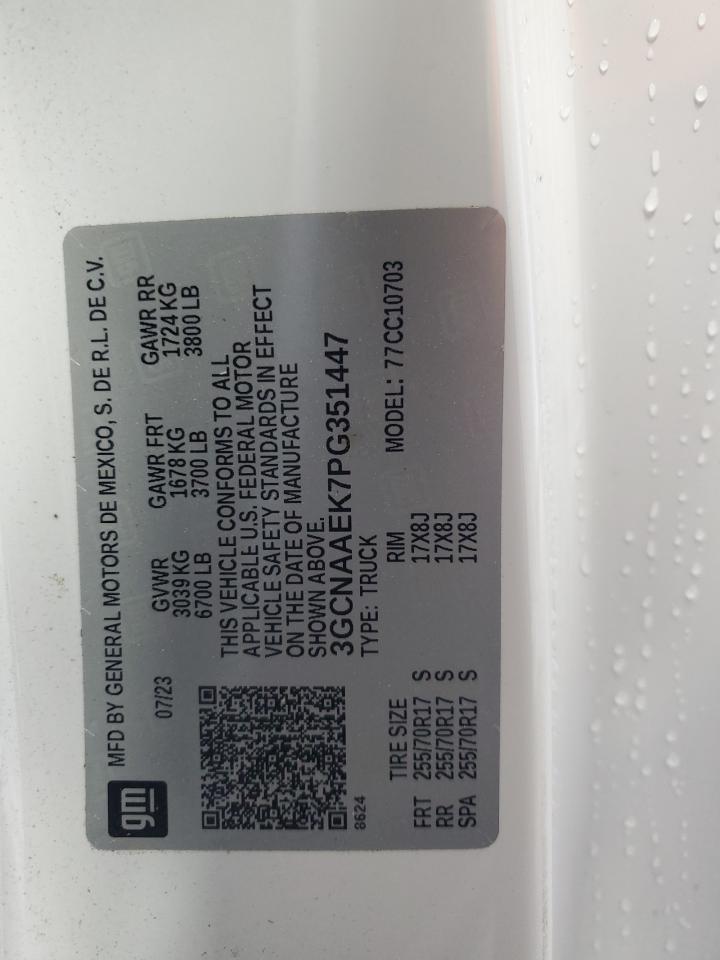 gm
MFD BY GENERAL MOTORS DE MEXICO, S. DE R.L. DE C.V.
07/23
GVWR GAWR FRT GAWR RR
3039 KG 1678 KG 1724 KG
6700 LB 3700 LB 3800 LB
THIS VEHICLE CONFORMS TO ALL
APPLICABLE U.S. FEDERAL MOTOR
VEHICLE SAFETY STANDARDS IN EFFECT
ON THE DATE OF MANUFACTURE
SHOWN ABOVE.
3GCNAAEK7PG351447
TYPE: TRUCK MODEL: 77CC10703
8624
TIRE SIZE RIM
FRT 255/70R17 S 17X8J
RR 255/70R17 S 17X8J
SPA 255/70R17 S 17X8J